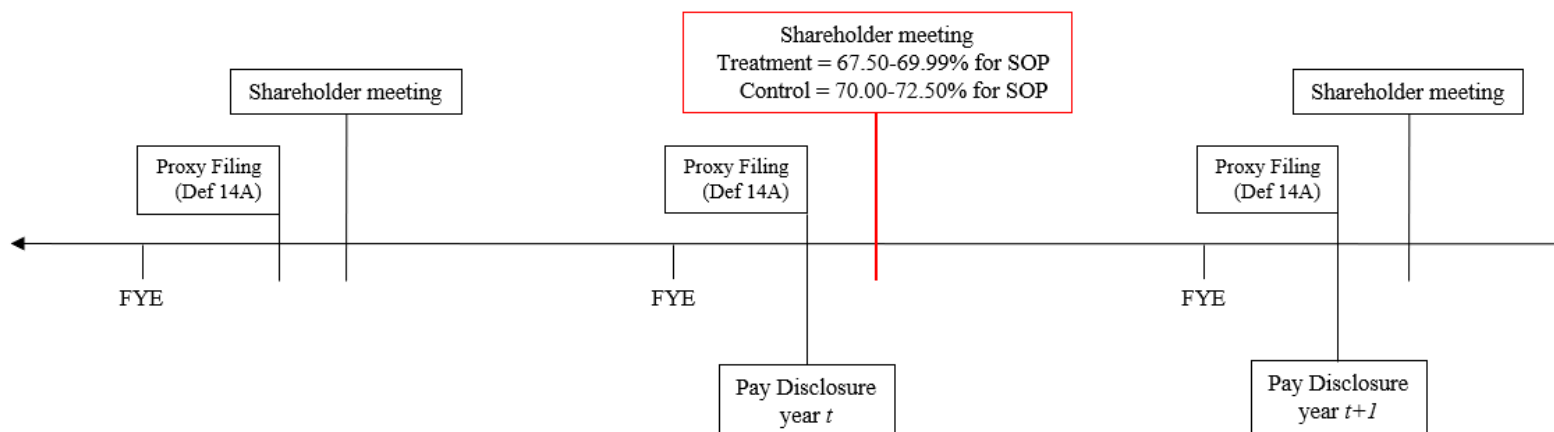 Shareholder meeting
Treatment = 67.50-69.99% for SOP
Control = 70.00-72.50% for SOP
Shareholder meeting
Shareholder meeting
Proxy Filing
(Def 14A)
Proxy Filing
(Def 14A)
Proxy Filing
(Def 14A)
FYE
FYE
FYE
Pay Disclosure
year t
Pay Disclosure
year t+1